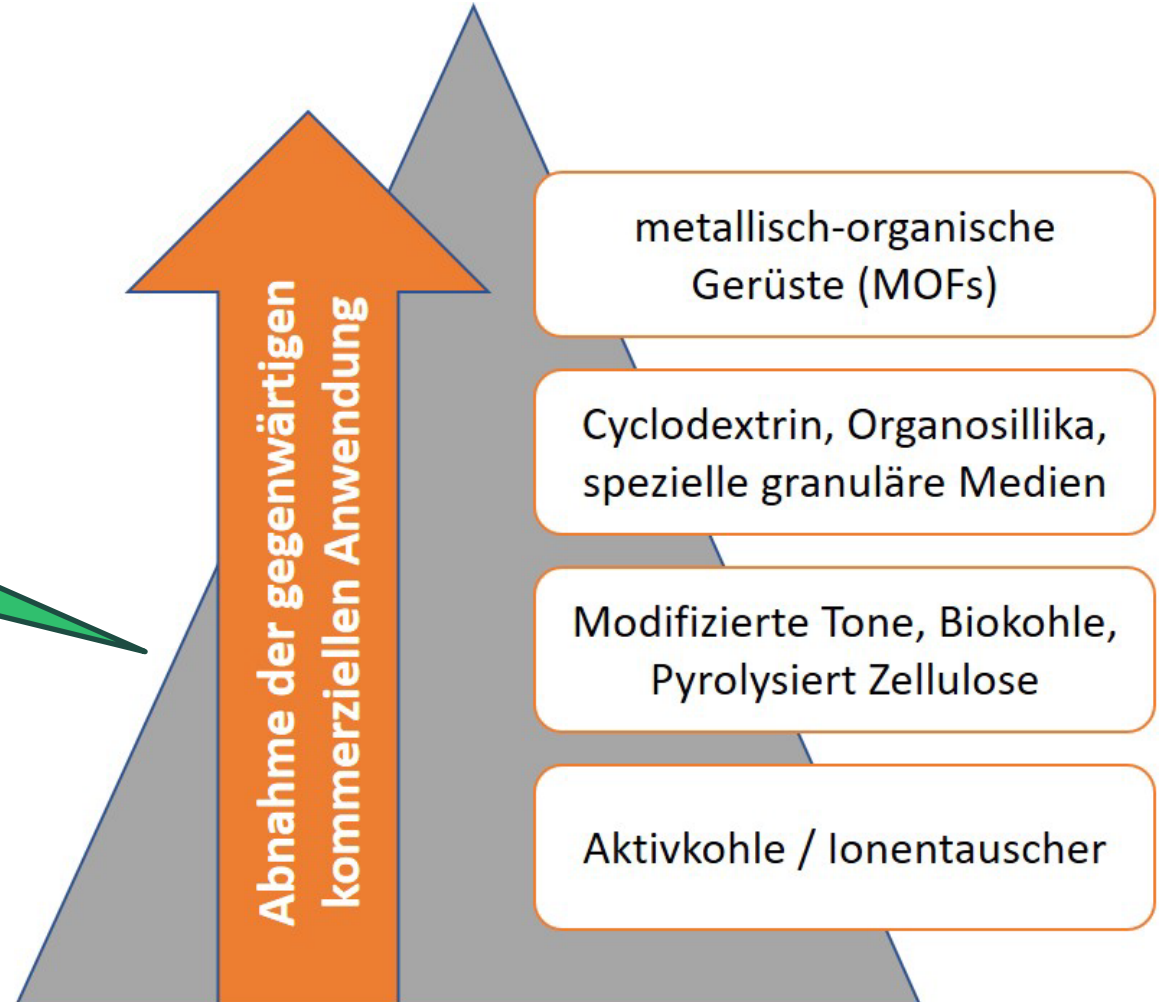 Abnahme der gegenwärtigen
kommerziellen Anwendung
metallisch-organische
Gerüste (MOFs)
Cyclodextrin, Organosillika,
spezielle granuläre Medien
Modifizierte Tone, Biokohle,
Pyrolysiert Zellulose
Aktivkohle / Ionentauscher